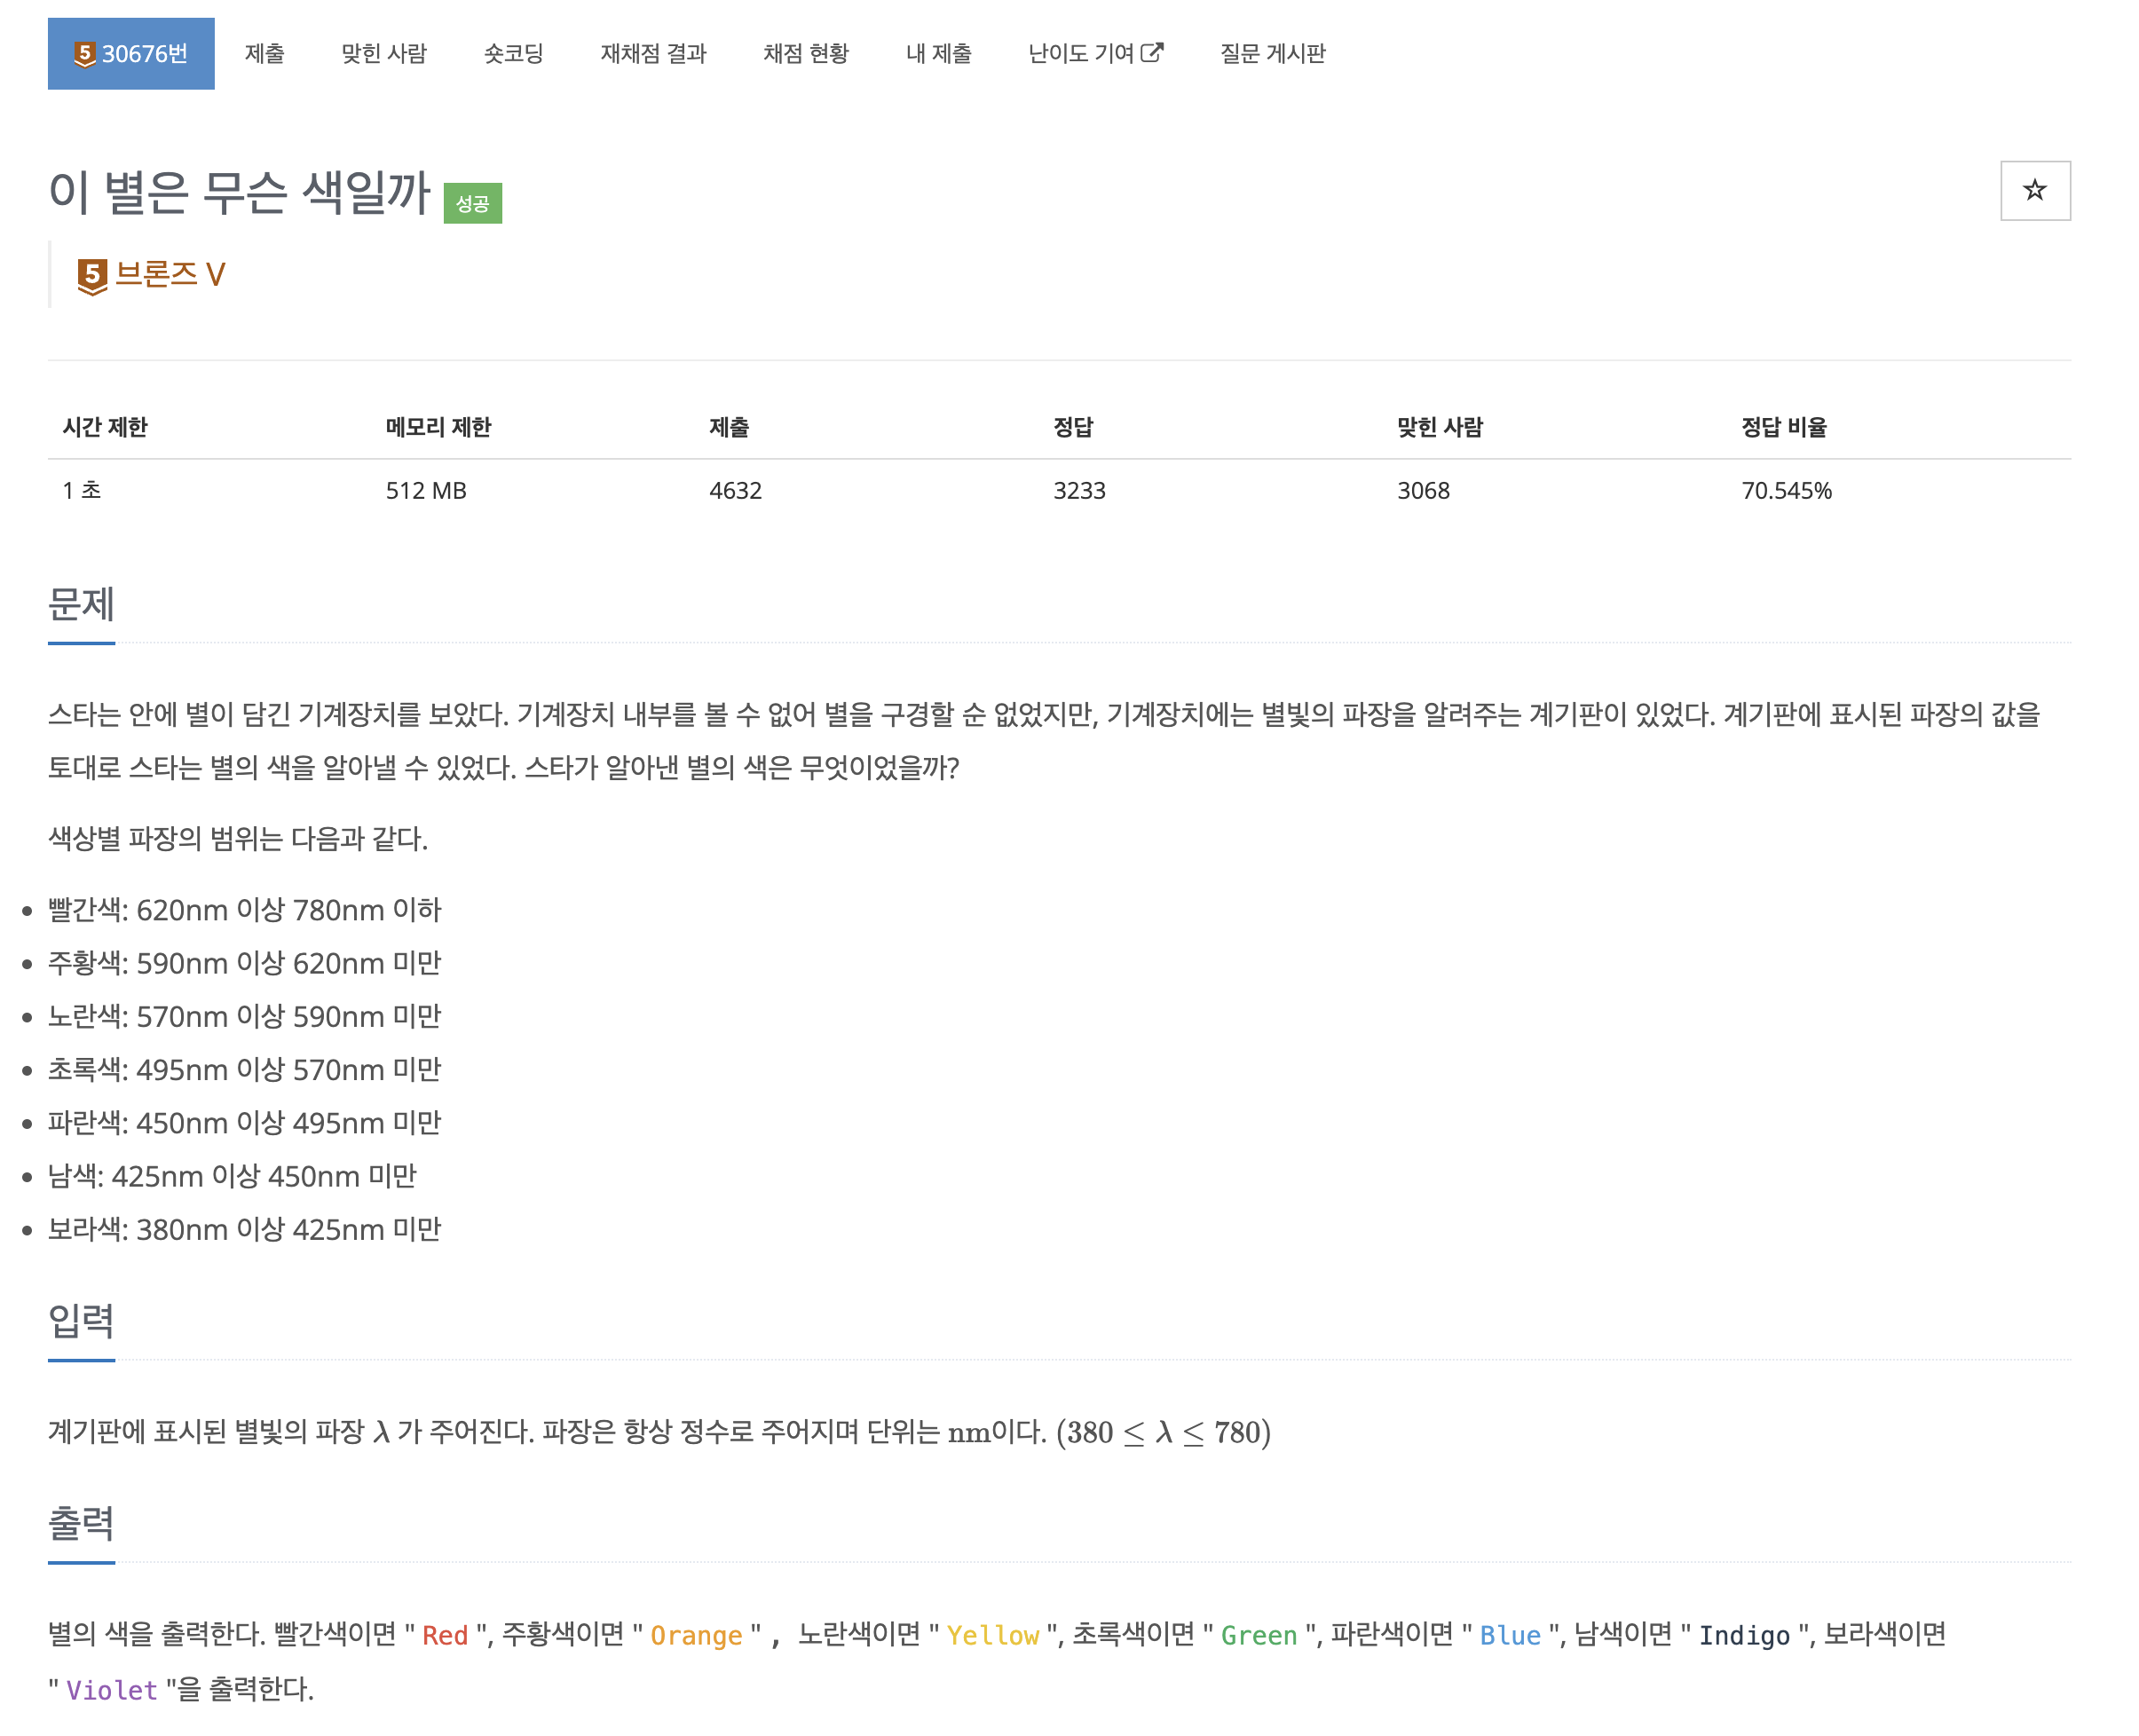 5 30676번 제출 맞힌 사람 숏코딩 재채점 결과 채점 현황 내 제출 난이도 기여 질문 게시판
이 별은 무슨 색일까 성공
5 브론즈 V
시간 제한 메모리 제한 제출 정답 맞힌 사람 정답 비율
1 초 512 MB 4632 3233 3068 70.545%
문제
스타는 안에 별이 담긴 기계장치를 보았다. 기계장치 내부를 볼 수 없어 별을 구경할 순 없었지만, 기계장치에는 별빛의 파장을 알려주는 계기판이 있었다. 계기판에 표시된 파장의 값을
토대로 스타는 별의 색을 알아낼 수 있었다. 스타가 알아낸 별의 색은 무엇이었을까?
색상별 파장의 범위는 다음과 같다.
• 빨간색: 620nm 이상 780nm 이하
• 주황색: 590nm 이상 620nm 미만
• 노란색: 570nm 이상 590nm 미만
• 초록색: 495nm 이상 570nm 미만
• 파란색: 450nm 이상 495nm 미만
• 남색: 425nm 이상 450nm 미만
• 보라색: 380nm 이상 425nm 미만
입력
계기판에 표시된 별빛의 파장 λ 가 주어진다. 파장은 항상 정수로 주어지며 단위는 nm이다. (380 ≤ λ ≤ 780)
출력
별의 색을 출력한다. 빨간색이면 " Red ", 주황색이면 " Orange " , 노란색이면 " Yellow ", 초록색이면 " Green ", 파란색이면 " Blue ", 남색이면 " Indigo ", 보라색이면
" Violet "을 출력한다.